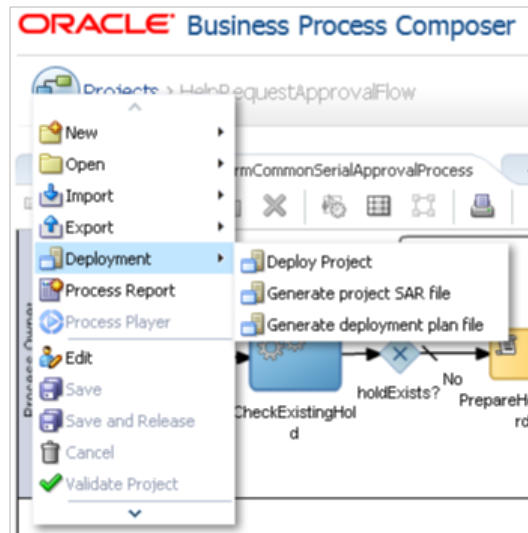 ORACLE Business Process Composer
Projects > HelpRequestApprovalFlow
New
Open
rmCommonSerialApprovalProcess
Import
Export
Deployment
Deploy Project
Process Report
Generate project SAR file
Process Player
Generate deployment plan file
Process Owner
Edit
Save
holdExists?
No
CheckExistingHol
d
PrepareH
rd
Save and Release
Cancel
Validate Project